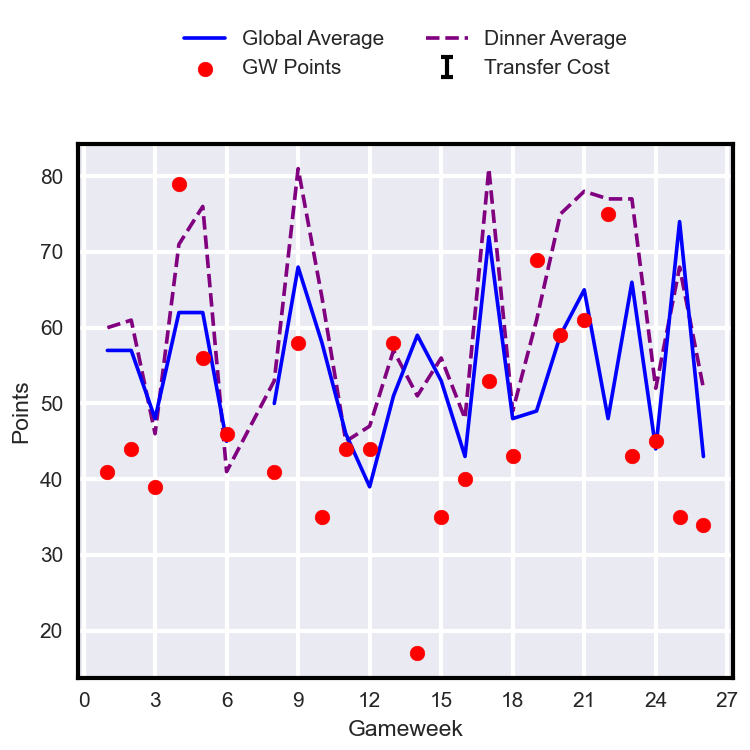 Global Average
Dinner Average
GW Points
Transfer Cost
80
70
60
50
40
30
20
Points
0 3 6 9 12 15 18 21 24 27
Gameweek